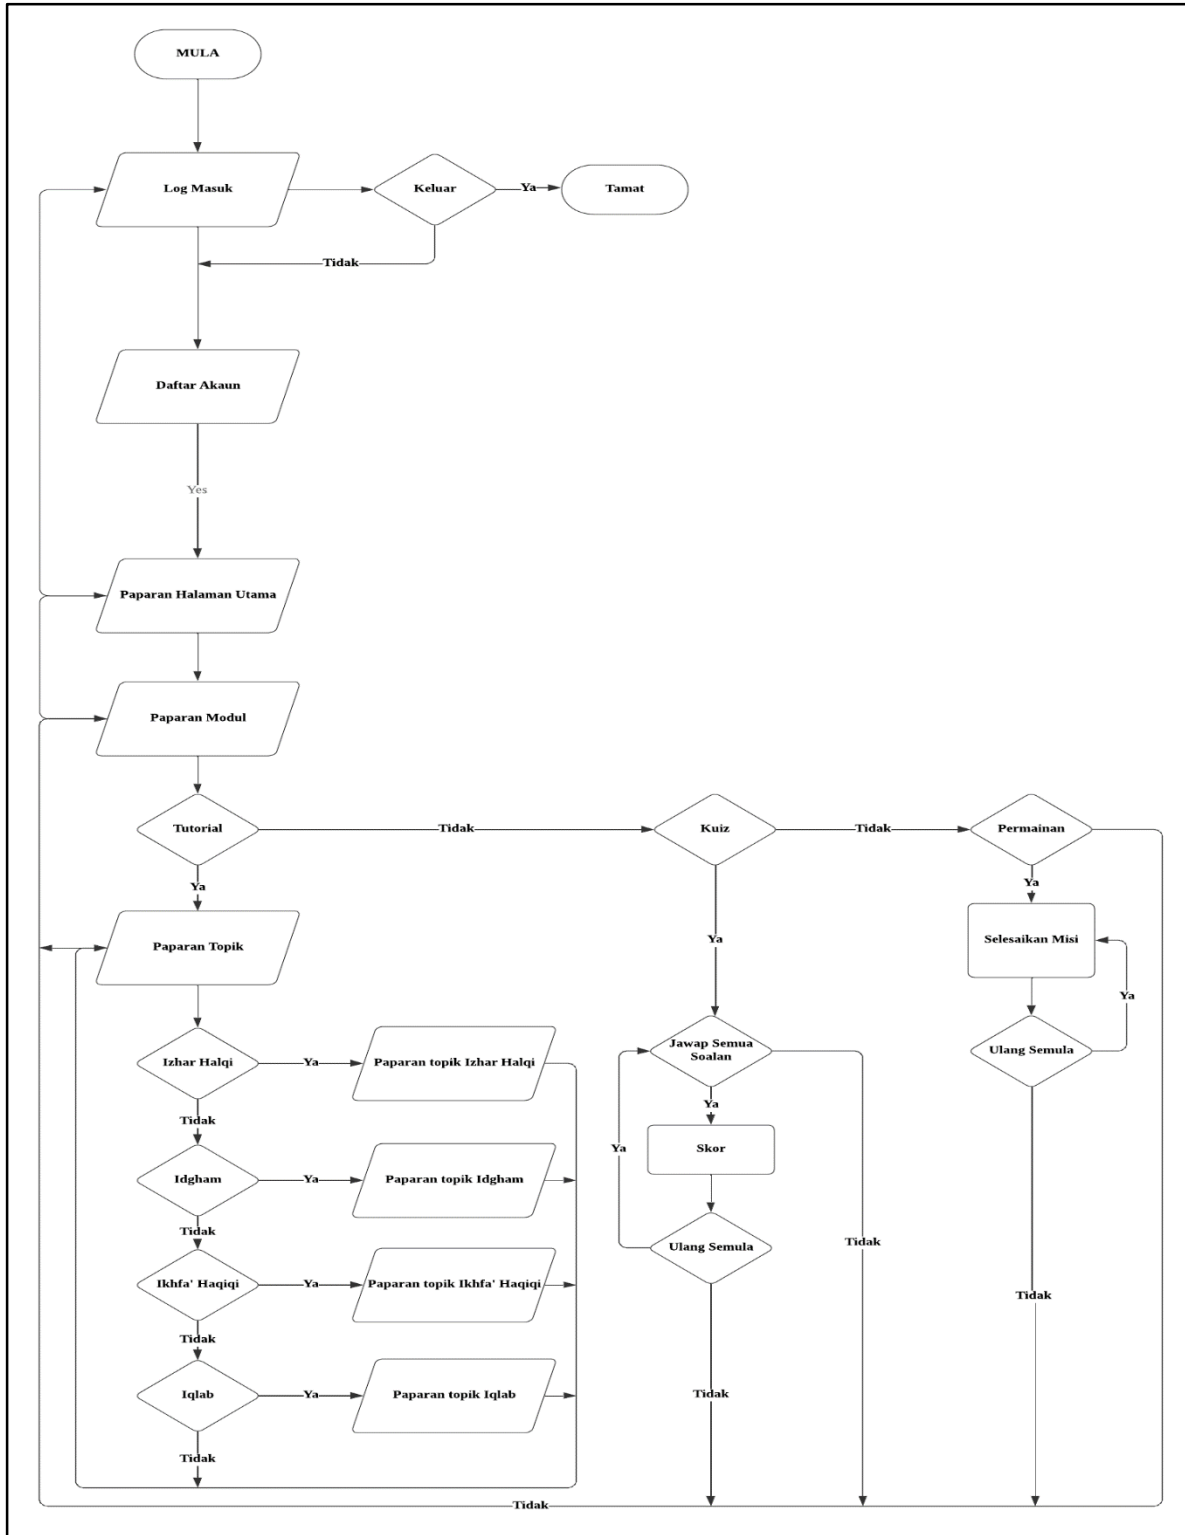 MULA
Log Masuk
Keluar
Ya
Tamat
Tidak
Daftar Akaun
Yes
Paparan Halaman Utama
Paparan Modul
Tutorial
Tidak
Kuiz
Tidak
Permainan
Ya
Ya
Paparan Topik
Ya
Selesaikan Misi
Ya
Izhar Halqi
Ya
Paparan topik Izhar Halqi
Jawap Semua
Soalan
Ulang Semula
Tidak
Ya
Ya
Skor
Idgham
Ya
Paparan topik Idgham
Tidak
Ulang Semula
Tidak
Ikhfa' Haqiqi
Ya
Paparan topik Ikhfa' Haqiqi
Tidak
Tidak
Iqlab
Ya
Paparan topik Iqlab
Tidak
Tidak
Tidak